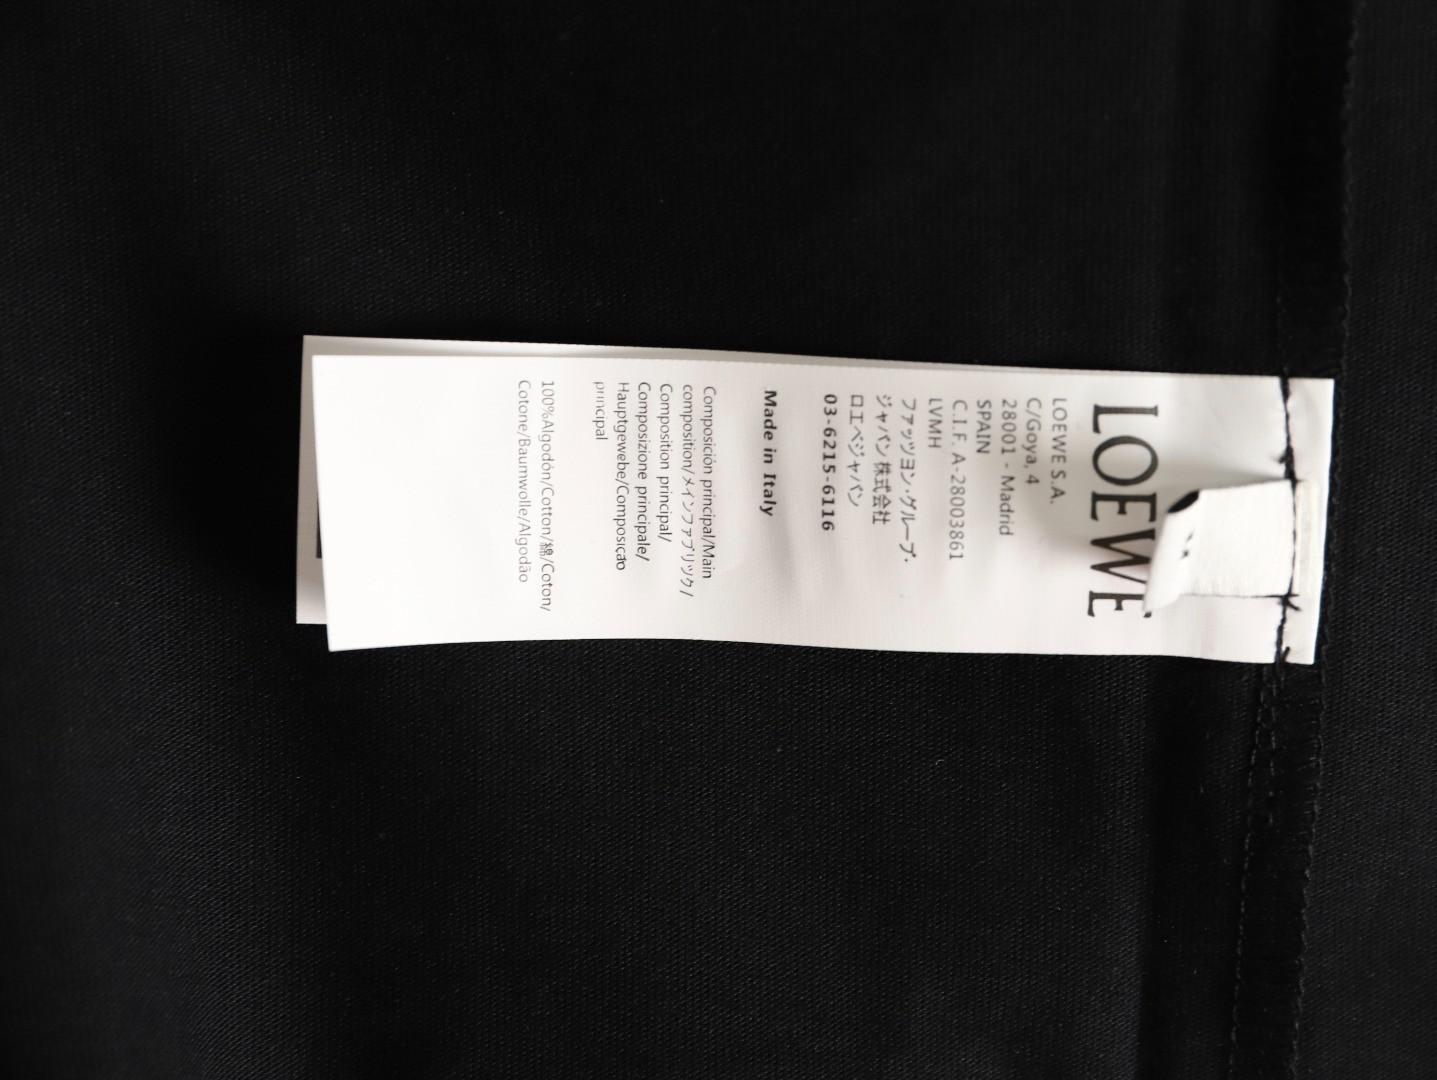 LOEWE
LOEWE S.A.
C/Goya, 4
28001 - Madrid
SPAIN
C.I.F. A-28003861
LVMH
ファッツヨン·グループ·
ジャパン株式会社
ロエベジャパン
03-6215-6116
Made in Italy
Composición principal/Main
composition/メインファブリック/
Composition principal/
Composizione principale/
Hauptgewebe/Composição
principal
100%Algodón/Cotton/綿/Coton/
Cotone/Baumwolle/Algodão